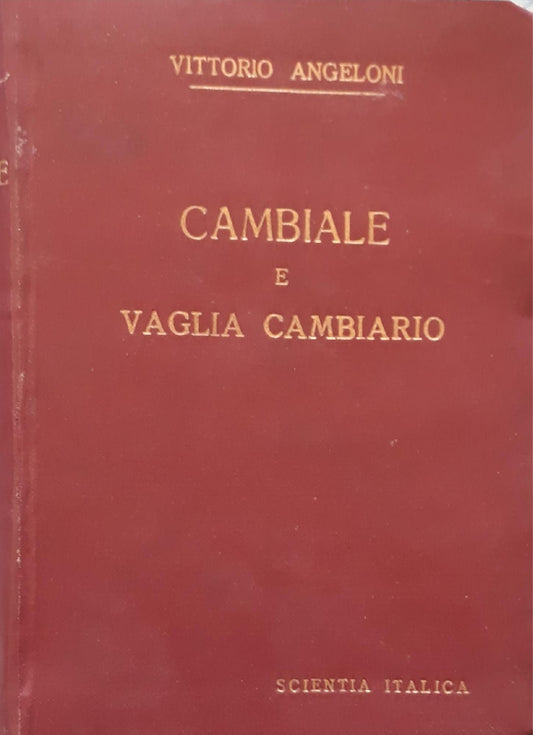 VITTORIO ANGELONI
CAMBIALE
E
VAGLIA CAMBIARIO
SCIENTIA ITALICA
E